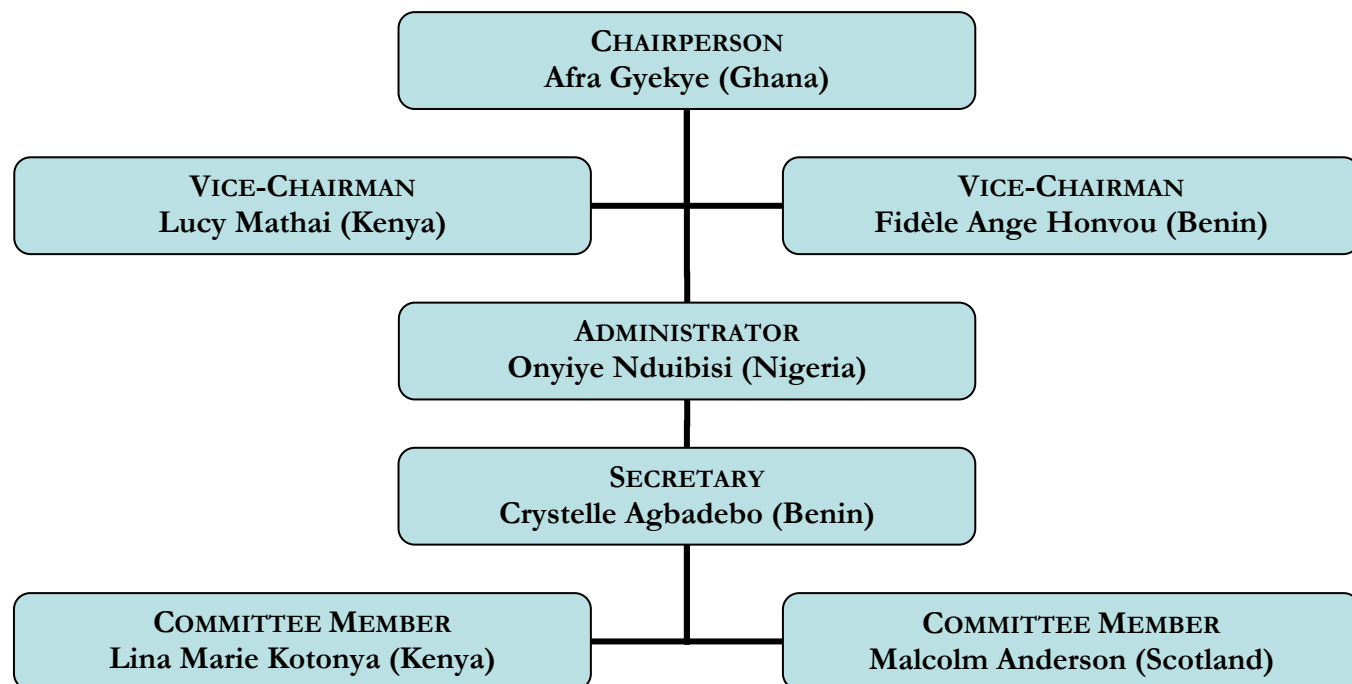 CHAIRPERSON
Afra Gyekye (Ghana)
VICE-CHAIRMAN
Lucy Mathai (Kenya)
VICE-CHAIRMAN
Fidèle Ange Honvou (Benin)
ADMINISTRATOR
Onyiye Nduibisi (Nigeria)
SECRETARY
Crystelle Agbadebo (Benin)
COMMITTEE MEMBER
Lina Marie Kotonya (Kenya)
COMMITTEE MEMBER
Malcolm Anderson (Scotland)